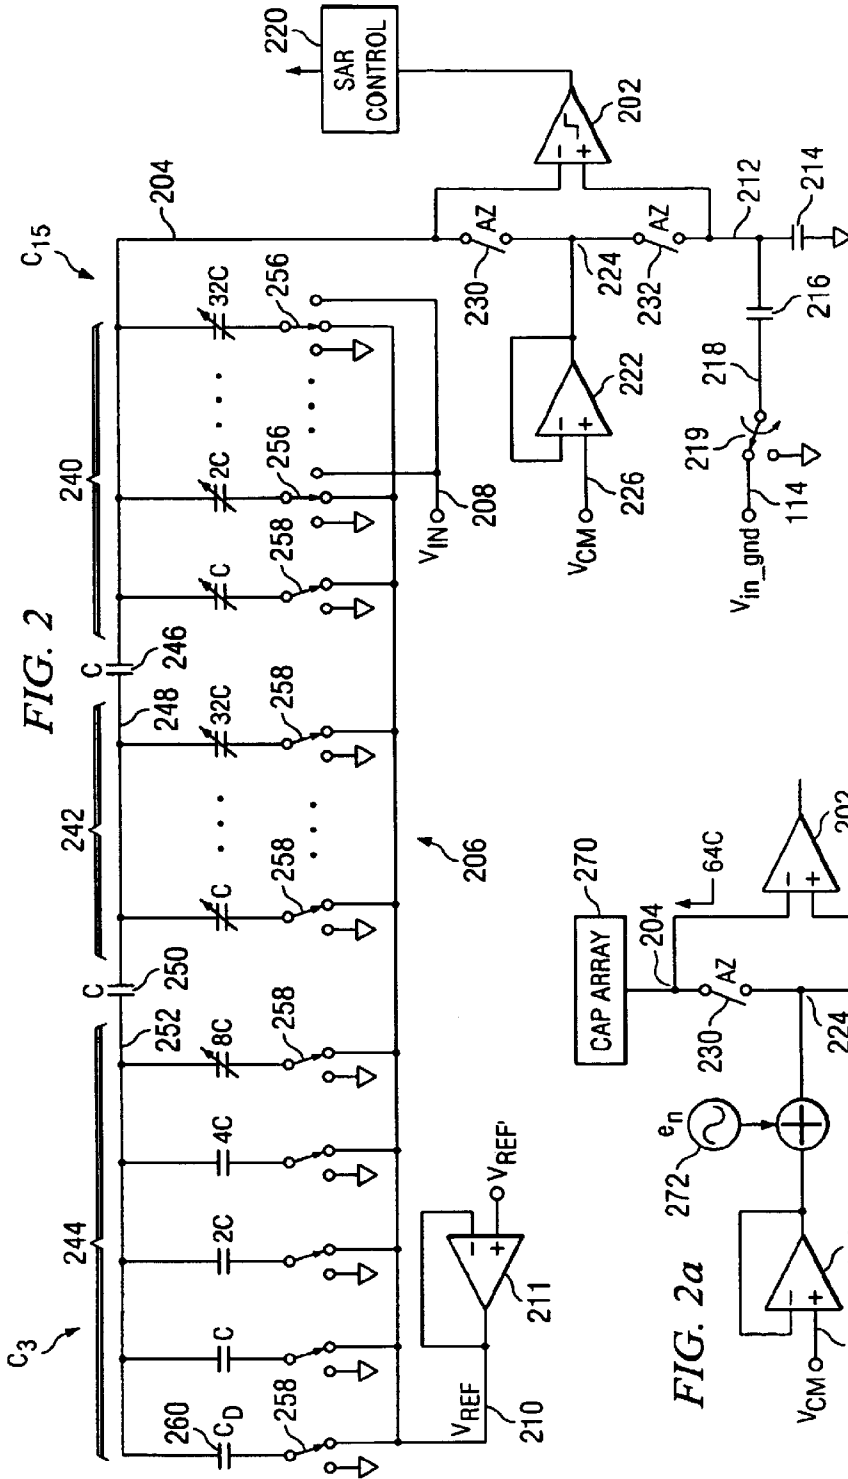 FIG. 2
C3
244
242
240
C15
252
C
250
248
C
246
204
260
CD
C
2C
4C
8C
C
32C
C
2C
32C
258
258
258
258
258
256
256
206
VIN
208
VREF
210
211
VREF'
220
SAR
CONTROL
202
−
+
230
AZ
224
232
AZ
212
214
216
218
219
114
Vin_gnd
222
−
+
226
VCM
−
+
FIG. 2a
270
CAP ARRAY
204
64C
202
−
+
230
AZ
224
en
272
−
+
VCM